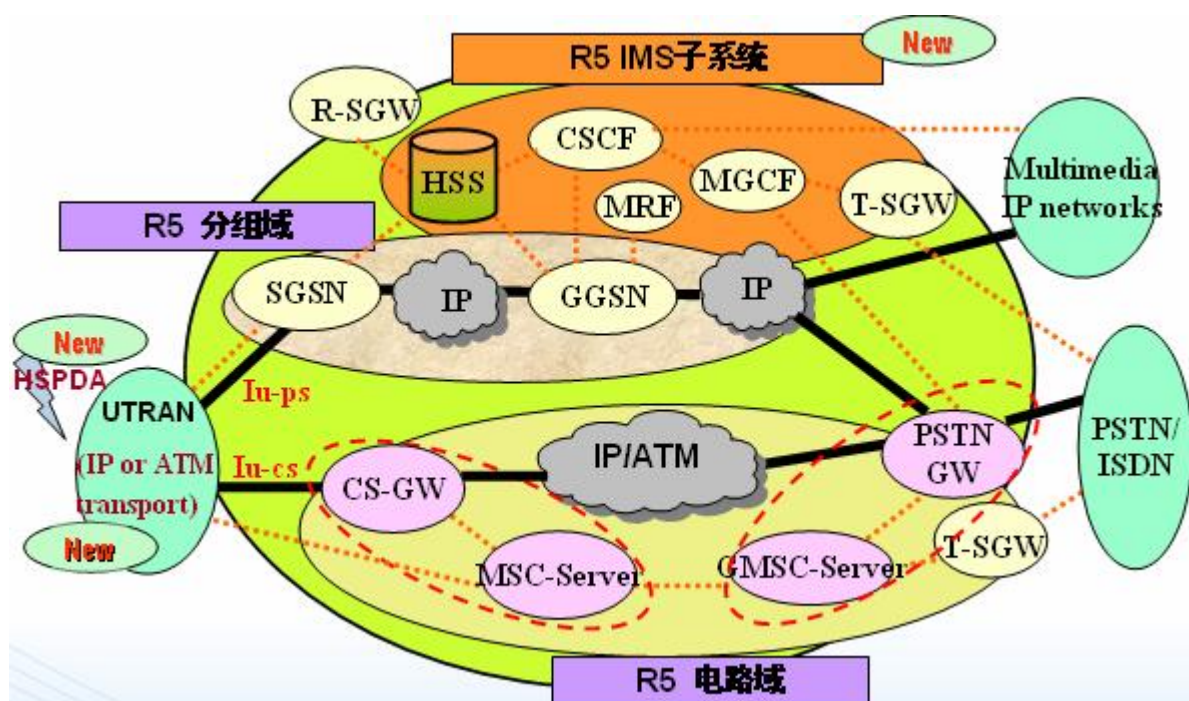 R5 IMS子系统
New
R-SGW
CSCF
HSS
MGCF
MRF
T-SGW
Multimedia
IP networks
R5 分组域
SGSN
IP
GGSN
IP
New
HSPDA
UTRAN
(IP or ATM
transport)
New
Iu-ps
Iu-cs
IP/ATM
PSTN
GW
PSTN/
ISDN
CS-GW
MSC-Server
GMSC-Server
T-SGW
R5 电路域